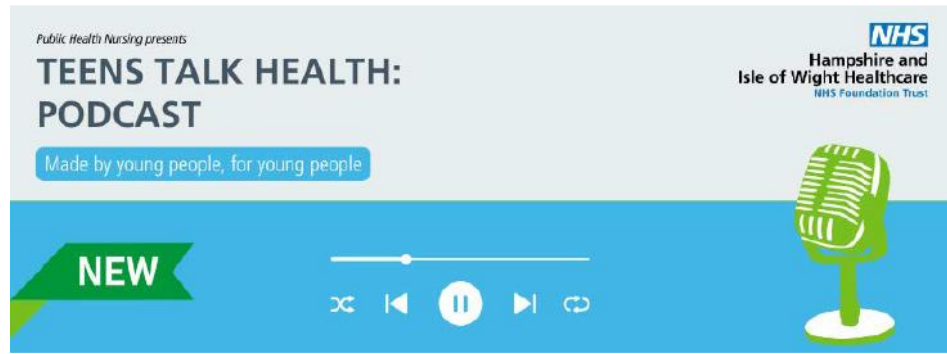 Public Health Nursing presents
TEENS TALK HEALTH:
PODCAST
Made by young people, for young people
NHS
Hampshire and
Isle of Wight Healthcare
NHS Foundation Trust
NEW